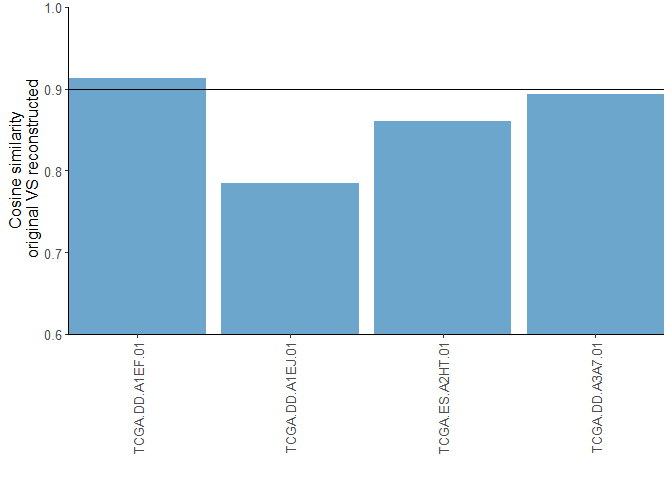 Cosine similarity
original VS reconstructed
1.0
0.9
0.8
0.7
0.6
TCGA.DD.A1EF.01
TCGA.DD.A1EJ.01
TCGA.ES.A2HT.01
TCGA.DD.A3A7.01